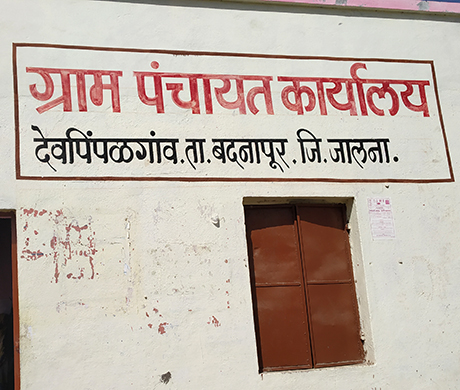 ग्राम पंचायत कार्यालय
देवपिंपळगांव.ता.बदनापूर.जि.जालना.